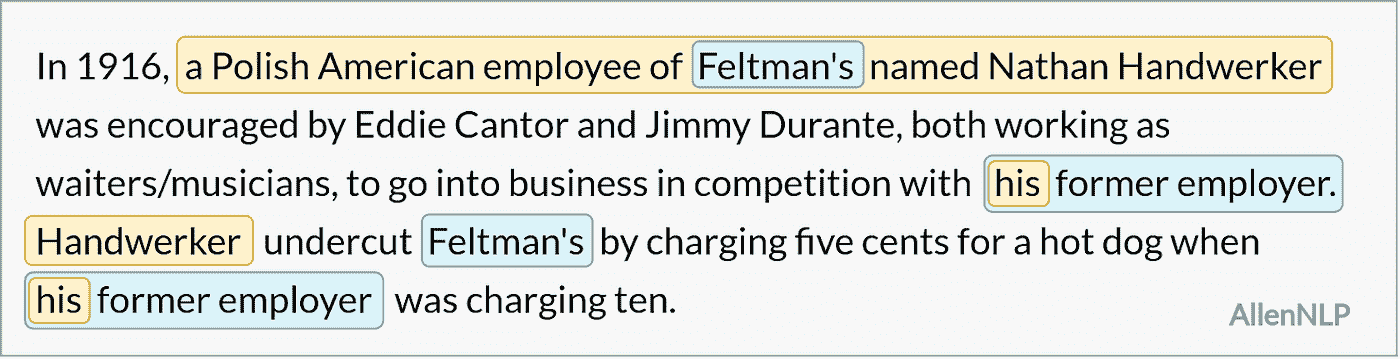 In 1916, a Polish American employee of Feltman's named Nathan Handwerker
was encouraged by Eddie Cantor and Jimmy Durante, both working as
waiters/musicians, to go into business in competition with his former employer.
Handwerker undercut Feltman's by charging five cents for a hot dog when
his former employer was charging ten.
AllenNLP